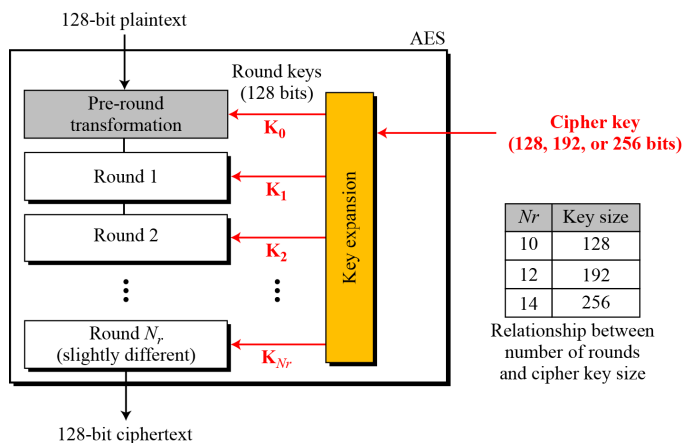 128-bit plaintext
AES
Round keys
(128 bits)
Pre-round
transformation
K0
Cipher key
(128, 192, or 256 bits)
Round 1
K1
Round 2
K2
Key expansion
Nr Key size
10 128
12 192
14 256
Relationship between
number of rounds
and cipher key size
Round Nr
(slightly different)
KNr
128-bit ciphertext